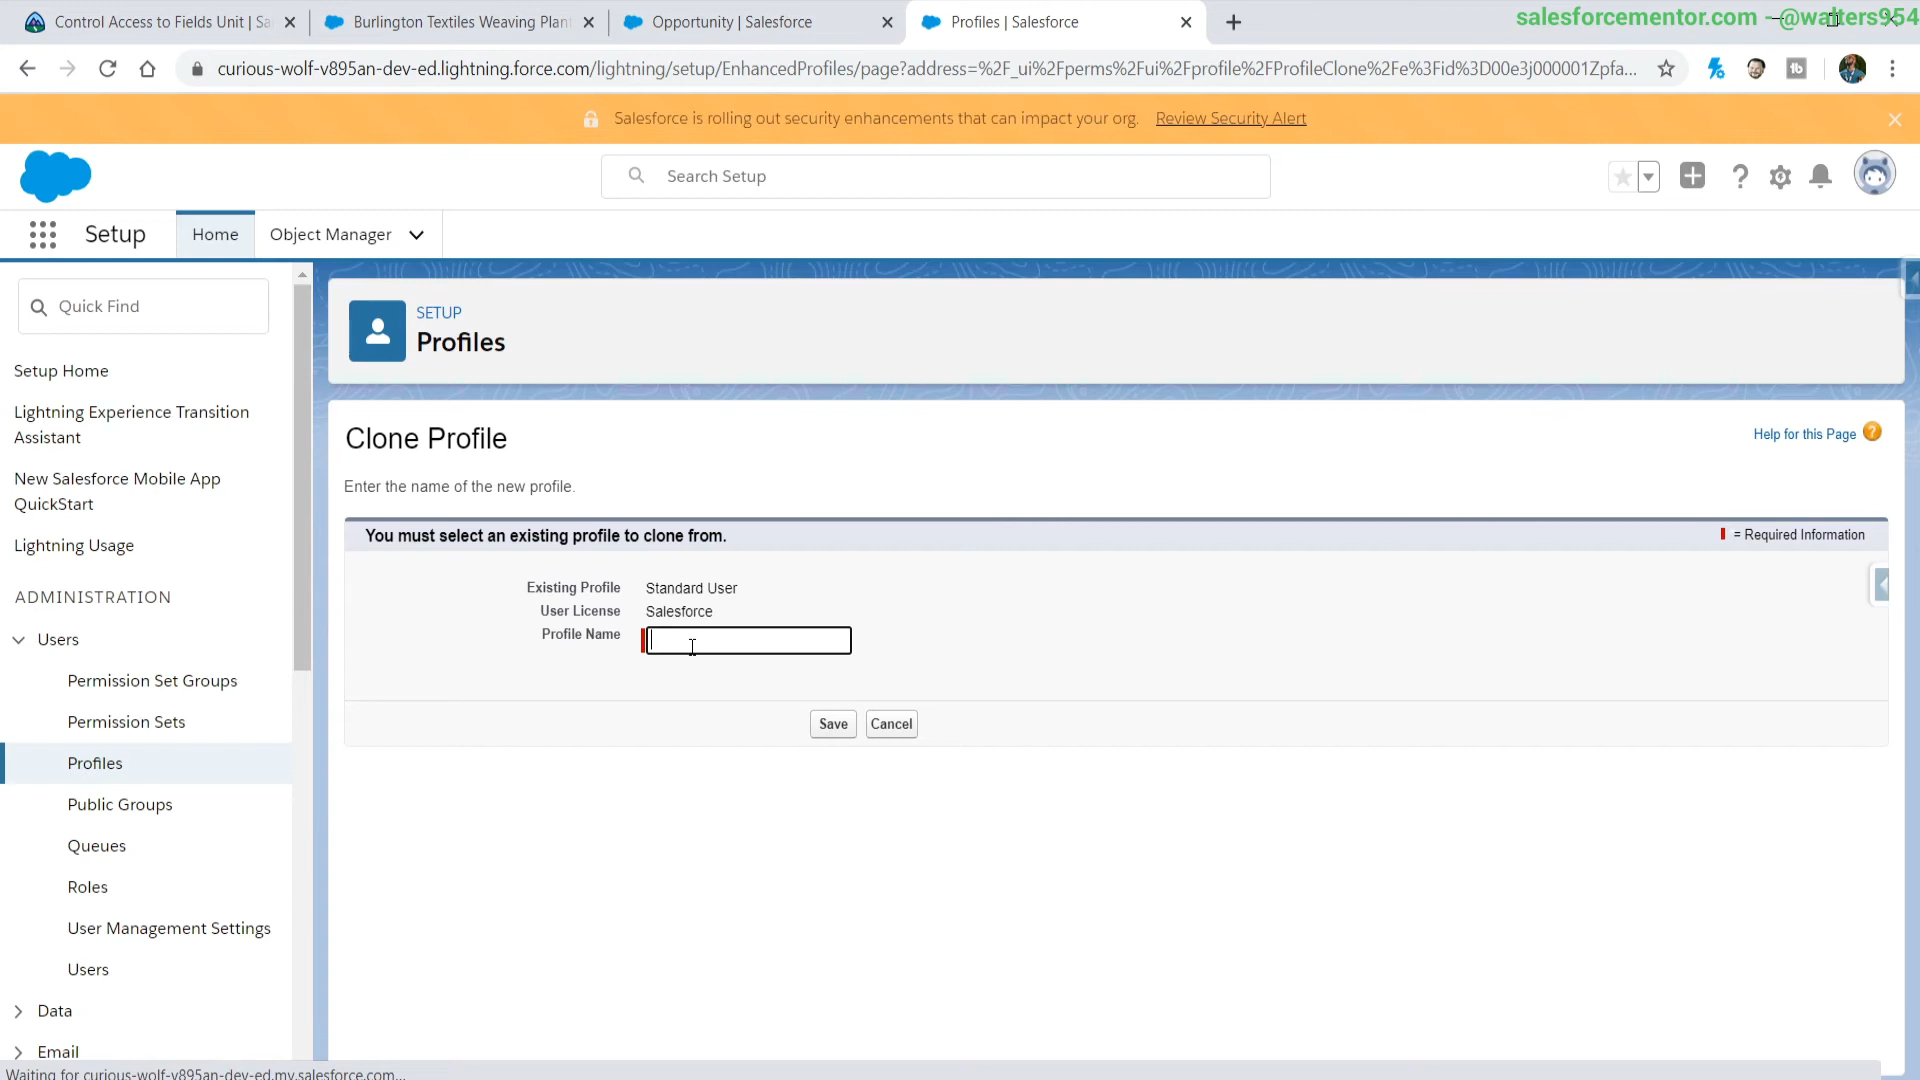 Control Access to Fields Unit | Sa
Burlington Textiles Weaving Plant
Opportunity | Salesforce
Profiles | Salesforce
salesforcementor.com - @walters954
curious-wolf-v895an-dev-ed.lightning.force.com/lightning/setup/EnhancedProfiles/page?address=%2F_ui%2Fperms%2Fui%2Fprofile%2FProfileClone%2Fe%3Fid%3D00e3j000001Zpfa...
Salesforce is rolling out security enhancements that can impact your org. Review Security Alert
Search Setup
Setup
Home
Object Manager
Quick Find
Setup Home
Lightning Experience Transition
Assistant
New Salesforce Mobile App
QuickStart
Lightning Usage
ADMINISTRATION
Users
Permission Set Groups
Permission Sets
Profiles
Public Groups
Queues
Roles
User Management Settings
Users
Data
Email
SETUP
Profiles
Clone Profile
Help for this Page
Enter the name of the new profile.
You must select an existing profile to clone from.
= Required Information
Existing Profile Standard User
User License Salesforce
Profile Name
Save Cancel
Waiting for curious-wolf-v895an-dev-ed.my.salesforce.com...